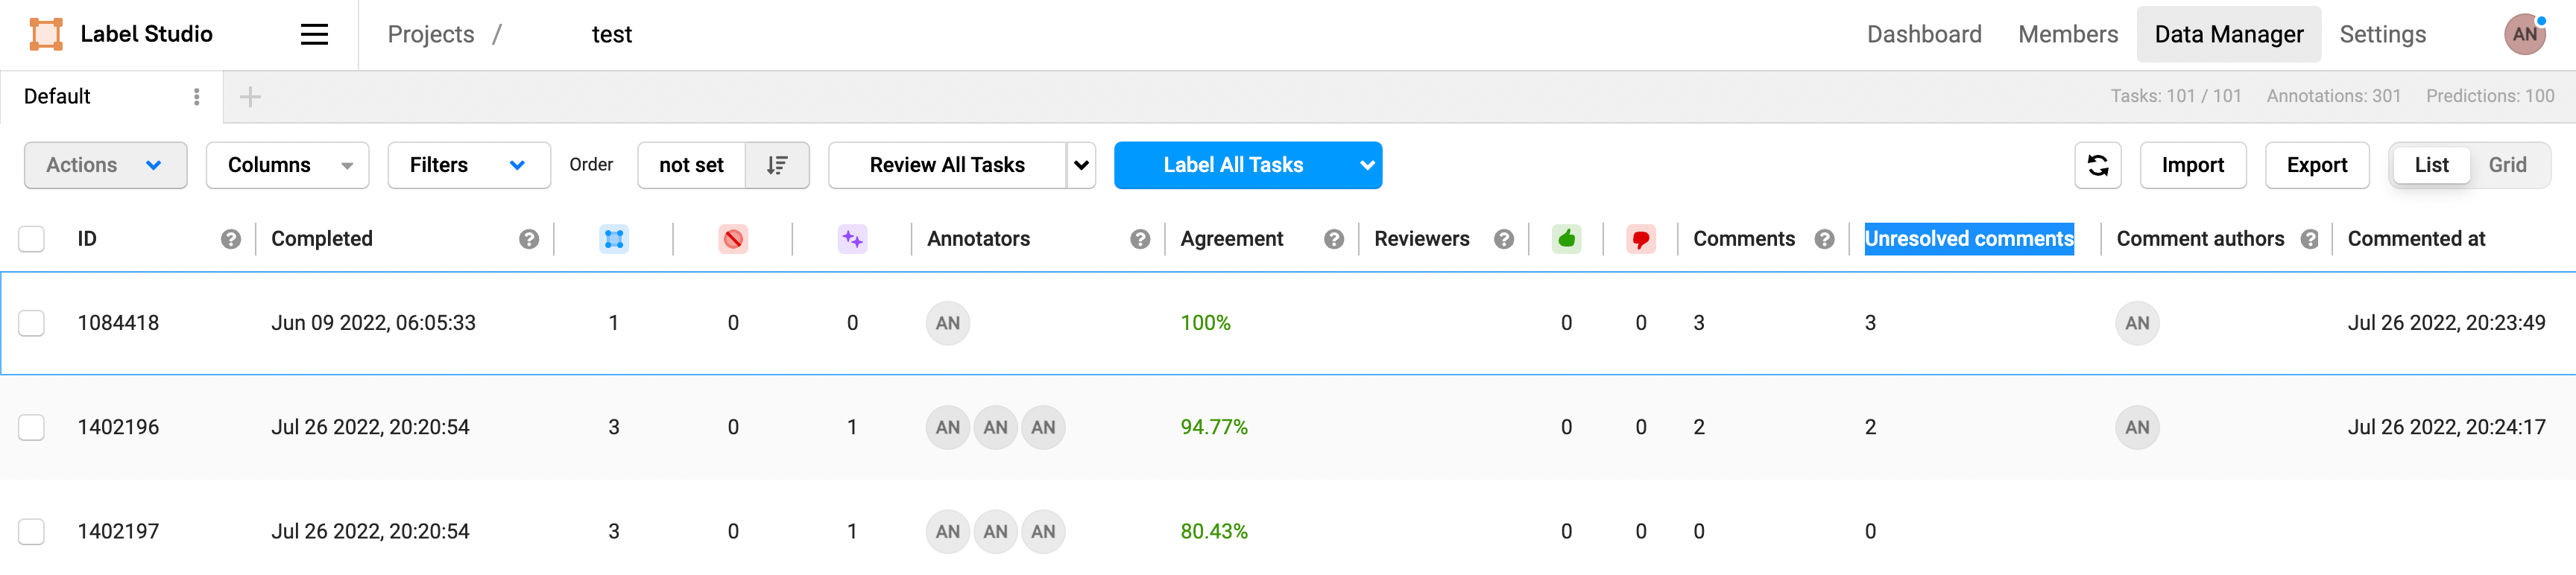 Label Studio Projects / test Dashboard Members Data Manager Settings AN
Default Tasks: 101 / 101 Annotations: 301 Predictions: 100
Actions Columns Filters Order not set Review All Tasks Label All Tasks Import Export List Grid
ID Completed Annotators Agreement Reviewers Comments Unresolved comments Comment authors Commented at
1084418 Jun 09 2022, 06:05:33 1 0 0 AN 100% 0 0 3 3 AN Jul 26 2022, 20:23:49
1402196 Jul 26 2022, 20:20:54 3 0 1 AN AN AN 94.77% 0 0 2 2 AN Jul 26 2022, 20:24:17
1402197 Jul 26 2022, 20:20:54 3 0 1 AN AN AN 80.43% 0 0 0 0